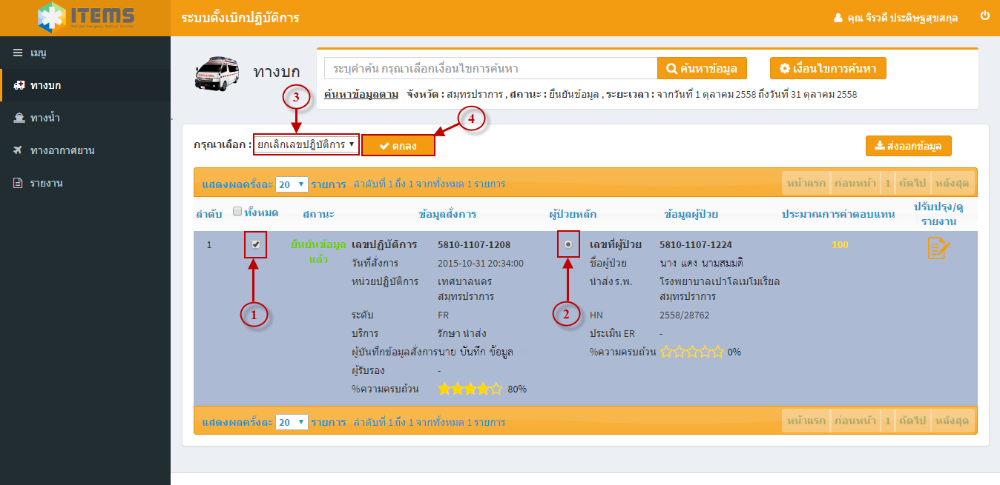 ITEMS
ระบบตั้งเบิกปฏิบัติการ
คุณ จิรวดี ประดิษฐสุขสกุล
เมนู
ทางบก
ทางน้ำ
ทางอากาศยาน
รายงาน
ทางบก
ระบุคำค้น กรุณาเลือกเงื่อนไขการค้นหา
ค้นหาข้อมูล
เงื่อนไขการค้นหา
ค้นหาข้อมูลตาม จังหวัด : สมุทรปราการ , สถานะ : ยืนยันข้อมูล , ระยะเวลา : จากวันที่ 1 ตุลาคม 2558 ถึงวันที่ 31 ตุลาคม 2558
3
4
กรุณาเลือก : ยกเลิกเลขปฏิบัติการ ตกลง ส่งออกข้อมูล
แสดงผลครั้งละ 20 รายการ ลำดับที่ 1 ถึง 1 จากทั้งหมด 1 รายการ หน้าแรก ก่อนหน้า 1 ถัดไป หลังสุด
ลำดับ ทั้งหมด สถานะ ข้อมูลสั่งการ ผู้ป่วยหลัก ข้อมูลผู้ป่วย ประมาณการค่าตอบแทน ปรับปรุง/ดู
รายงาน
1 ยืนยันข้อมูล เลขปฏิบัติการ 5810-1107-1208 เลขที่ผู้ป่วย 5810-1107-1224 100
แล้ว วันที่สั่งการ 2015-10-31 20:34:00 ชื่อผู้ป่วย นาง แดง นามสมมติ
หน่วยปฏิบัติการ เทศบาลนคร นำส่ง ร.พ. โรงพยาบาลเปาโลเมโมเรียล
สมุทรปราการ สมุทรปราการ
ระดับ FR HN 2558/28762
1
2
บริการ รักษา นำส่ง ประเมิน ER -
ผู้บันทึกข้อมูลสั่งการ นาย บันทึก ข้อมูล %ความครบถ้วน 0%
ผู้รับรอง -
%ความครบถ้วน 80%
แสดงผลครั้งละ 20 รายการ ลำดับที่ 1 ถึง 1 จากทั้งหมด 1 รายการ หน้าแรก ก่อนหน้า 1 ถัดไป หลังสุด